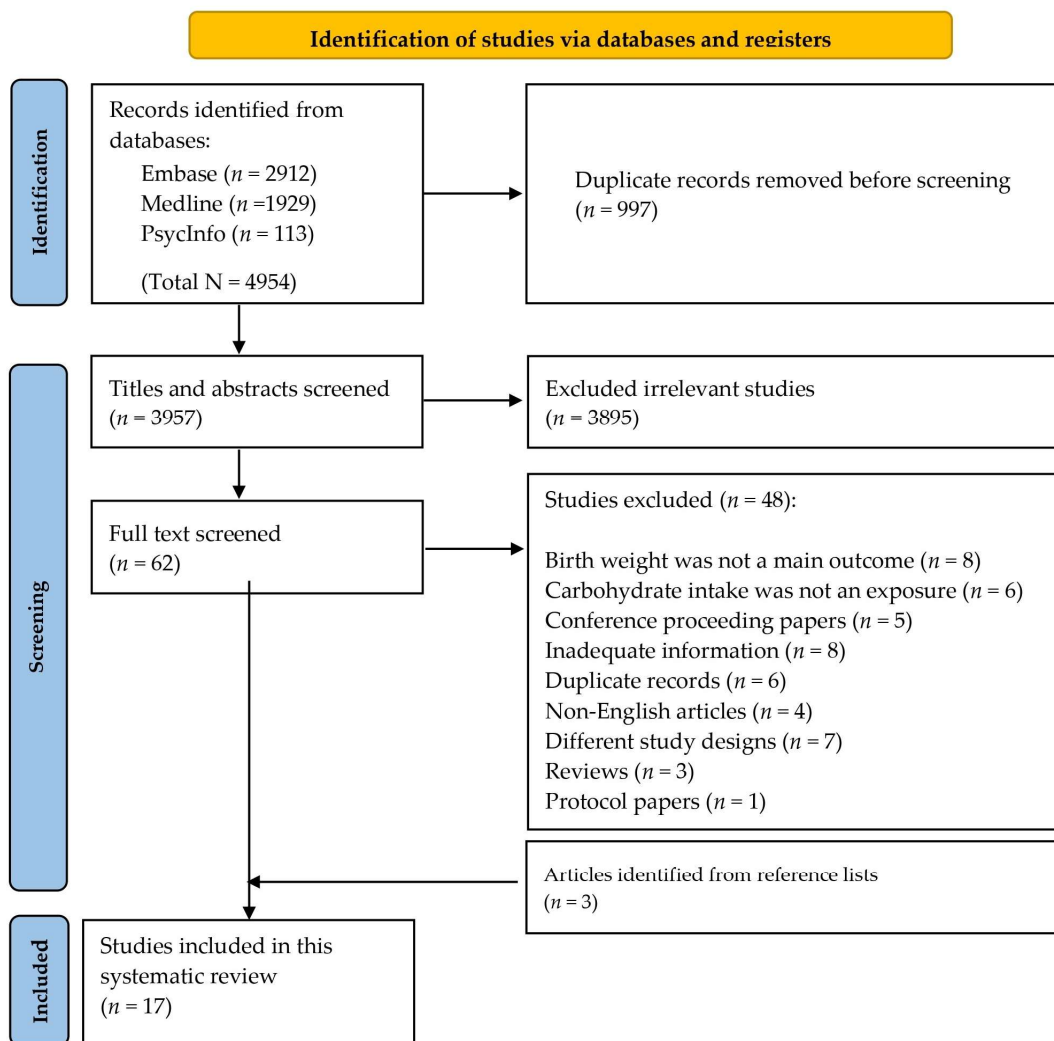 Identification of studies via databases and registers
Identification
Records identified from
databases:
Embase (n = 2912)
Medline (n =1929)
PsycInfo (n = 113)
(Total N = 4954)
Duplicate records removed before screening
(n = 997)
Screening
Titles and abstracts screened
(n = 3957)
Excluded irrelevant studies
(n = 3895)
Full text screened
(n = 62)
Studies excluded (n = 48):
Birth weight was not a main outcome (n = 8)
Carbohydrate intake was not an exposure (n = 6)
Conference proceeding papers (n = 5)
Inadequate information (n = 8)
Duplicate records (n = 6)
Non-English articles (n = 4)
Different study designs (n = 7)
Reviews (n = 3)
Protocol papers (n = 1)
Articles identified from reference lists
(n = 3)
Included
Studies included in this
systematic review
(n = 17)